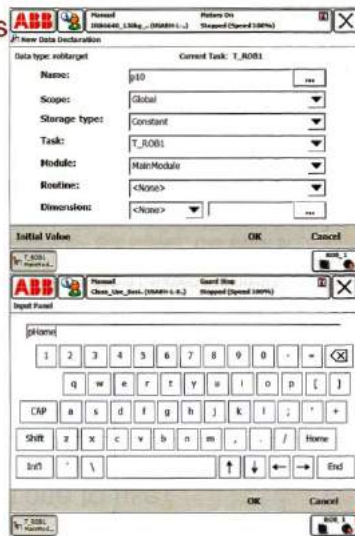 s
ABB
Manual
Motors On
Stopped (Speed 100%)
New Data Declaration
Data type: robtarget
Current Task: T_ROB1
Name:
p10
...
Scope:
Global
Storage type:
Constant
Task:
T_ROB1
Module:
MainModule
Routine:
<None>
Dimension:
<None>
...
Initial Value
OK
Cancel
T_ROB1
ROB_1
ABB
Manual
Guard Stop
Stopped (Speed 100%)
Input Panel
pHome
1 2 3 4 5 6 7 8 9 0 - =
q w e r t y u i o p [ ]
CAP a s d f g h j k l ; ' +
Shift z x c v b n m , . / Home
Int'l ` \ ↑ ↓ ← → End
OK
Cancel
T_ROB1
ROB_1